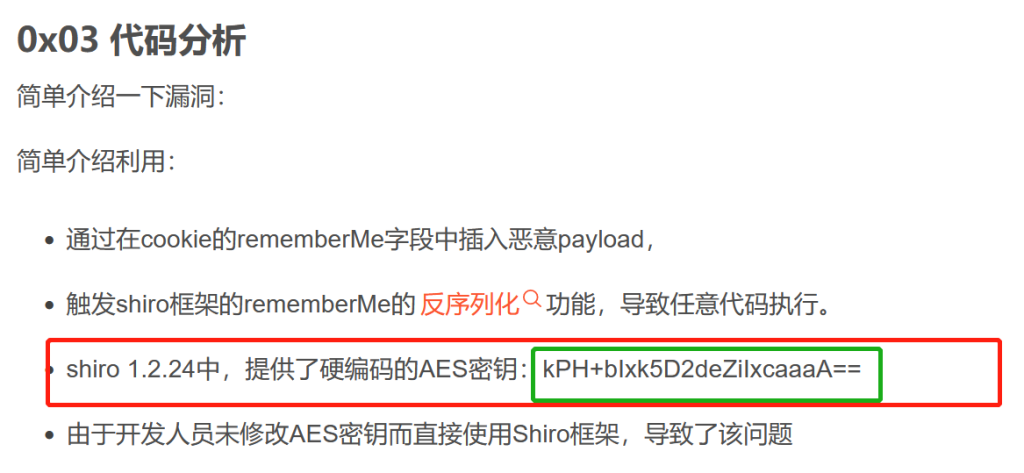 0x03 代码分析
简单介绍一下漏洞：
简单介绍利用：
通过在cookie的rememberMe字段中插入恶意payload，
触发shiro框架的rememberMe的反序列化功能，导致任意代码执行。
shiro 1.2.24中，提供了硬编码的AES密钥：kPH+bIxk5D2deZiIxcaaaA==
由于开发人员未修改AES密钥而直接使用Shiro框架，导致了该问题